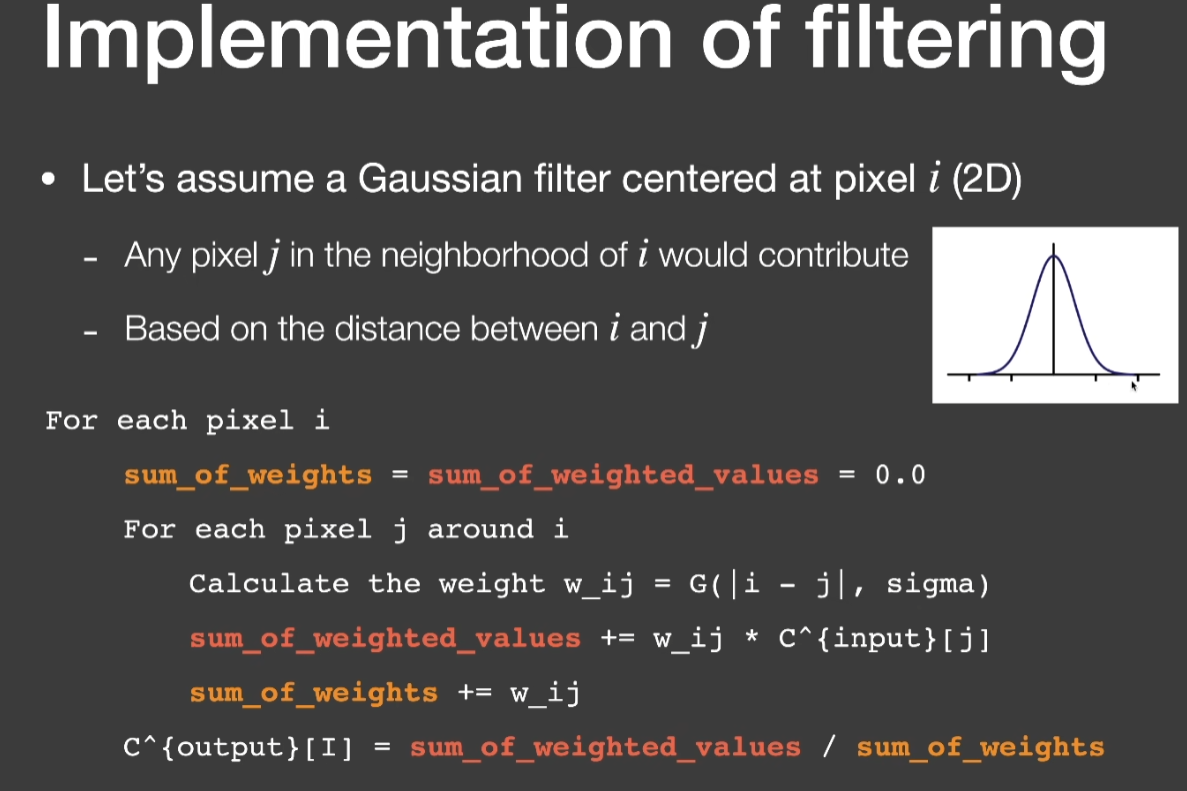 Implementation of filtering
• Let's assume a Gaussian filter centered at pixel i (2D)
- Any pixel j in the neighborhood of i would contribute
- Based on the distance between i and j
For each pixel i
sum_of_weights = sum_of_weighted_values = 0.0
For each pixel j around i
Calculate the weight w_ij = G(|i - j|, sigma)
sum_of_weighted_values += w_ij * C^{input}[j]
sum_of_weights += w_ij
C^{output}[I] = sum_of_weighted_values / sum_of_weights